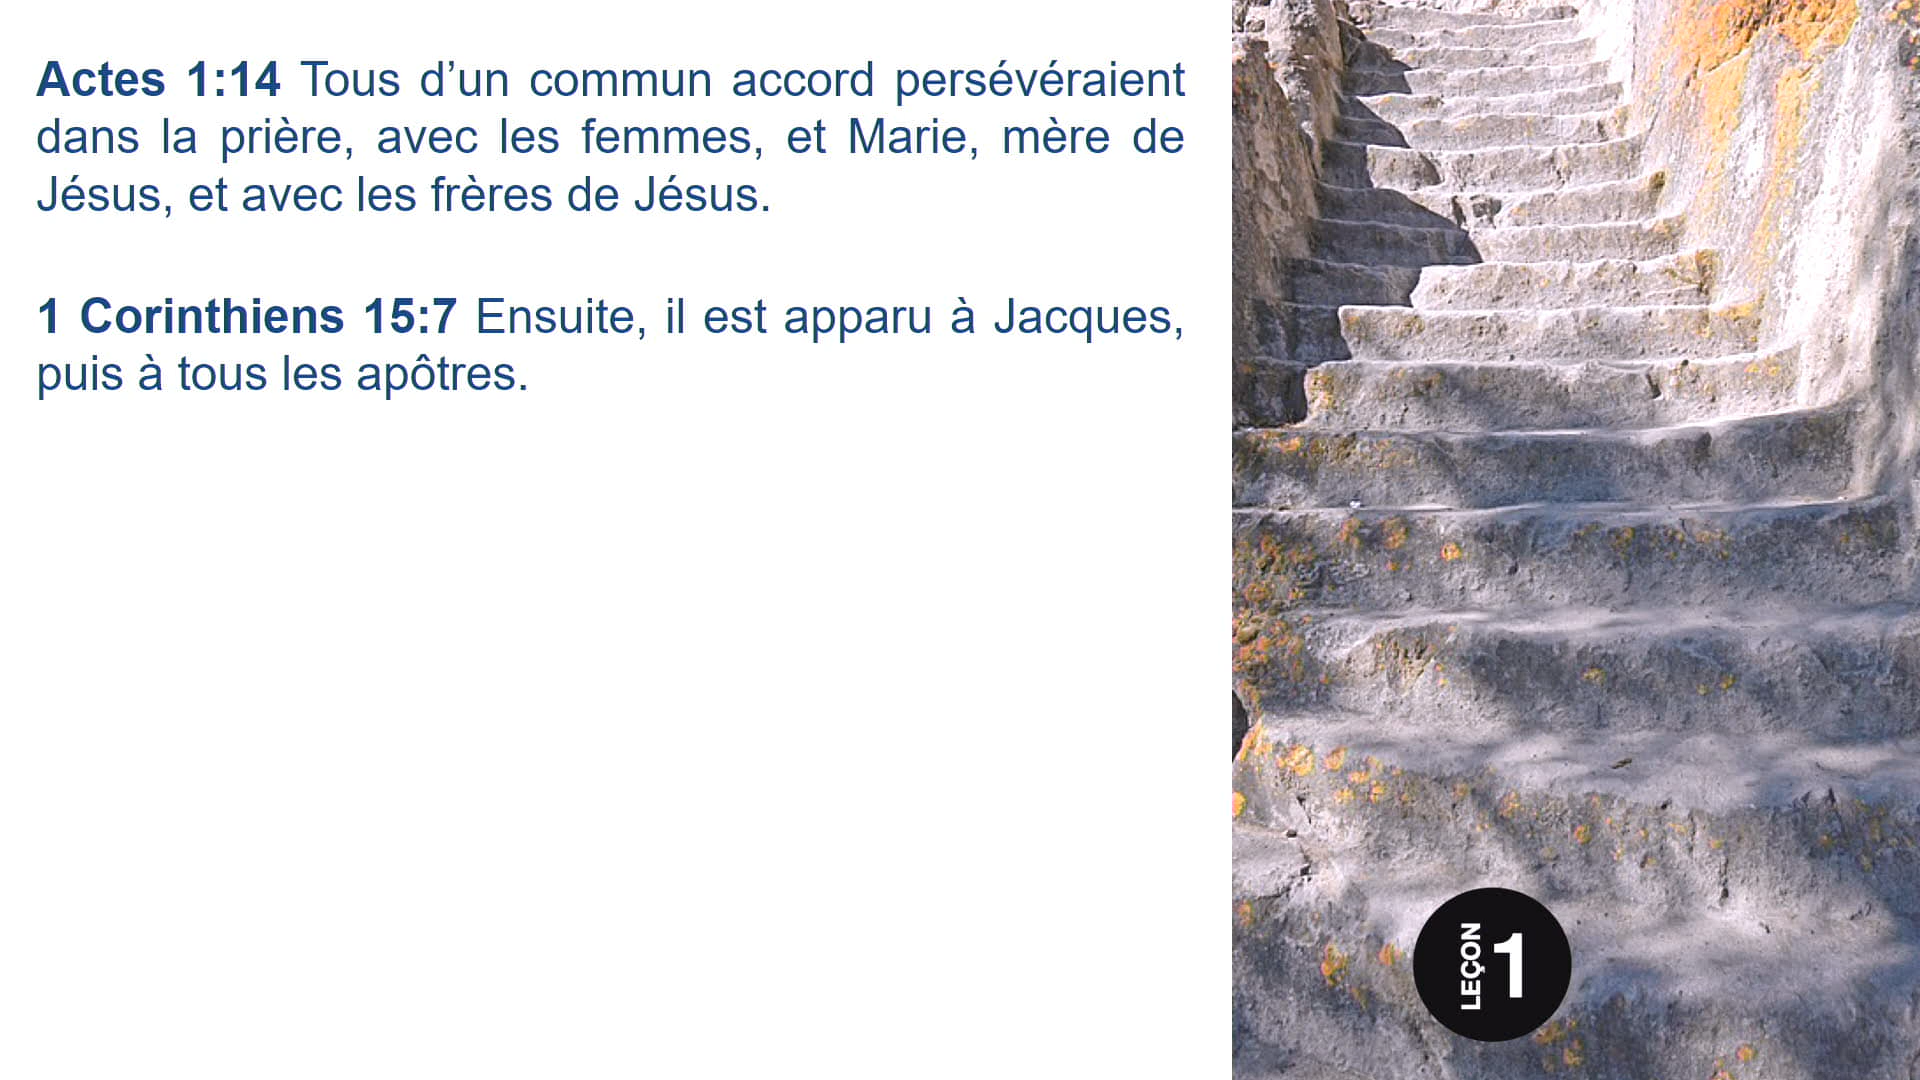 Actes 1:14 Tous d’un commun accord persévéraient
dans la prière, avec les femmes, et Marie, mère de
Jésus, et avec les frères de Jésus.
1 Corinthiens 15:7 Ensuite, il est apparu à Jacques,
puis à tous les apôtres.
LEÇON
1